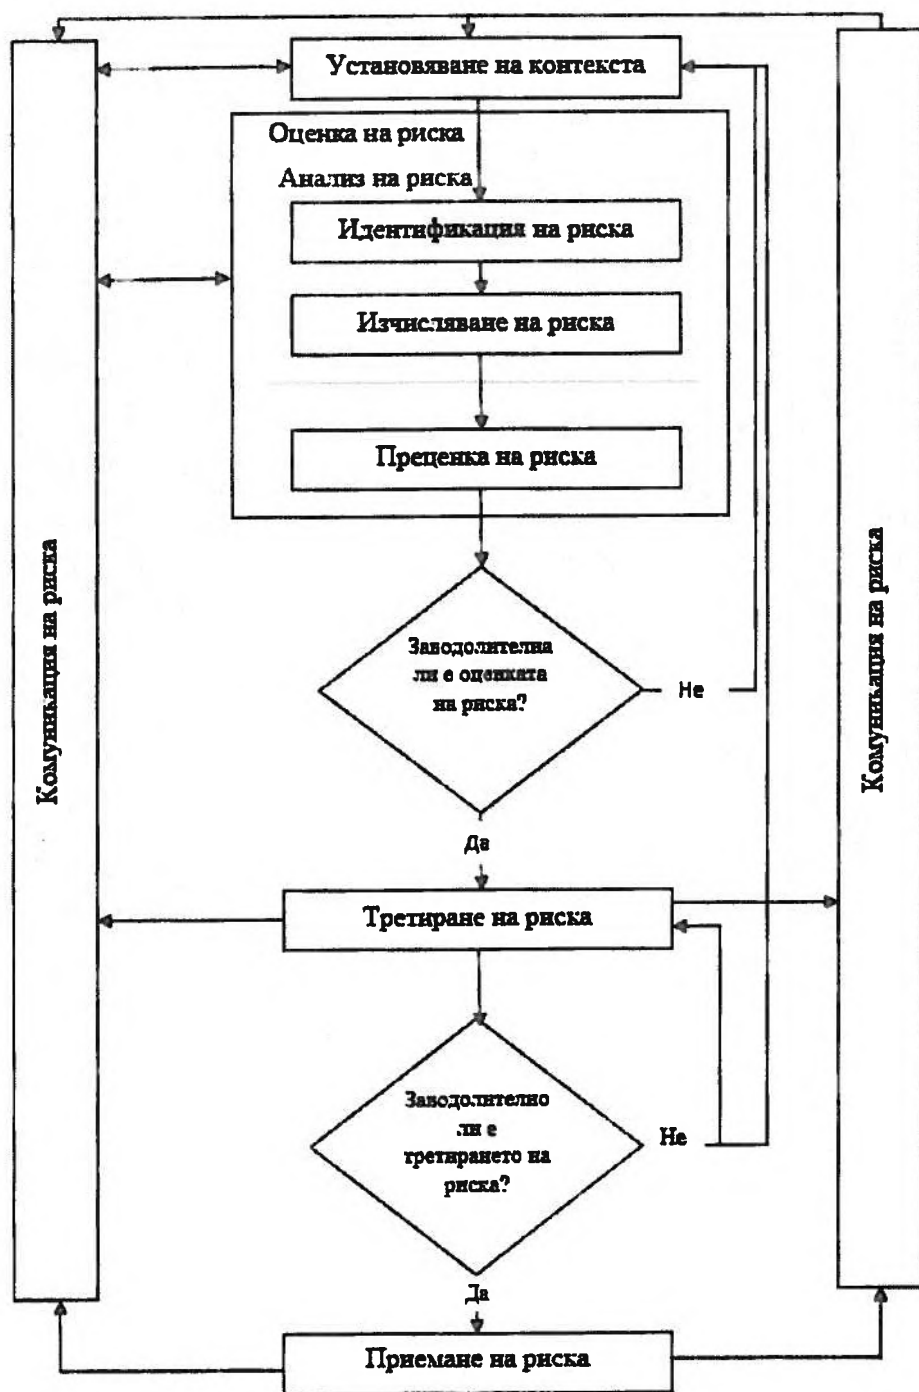 Установяване на контекста
Оценка на риска
Анализ на риска
Идентификация на риска
Изчисляване на риска
Преценка на риска
Комуникация на риска
Комуникация на риска
Заводолителна
ли е оценката
на риска?
Не
Да
Третиране на риска
Заводолително
ли е
третирането на
риска?
Не
Да
Приемане на риска